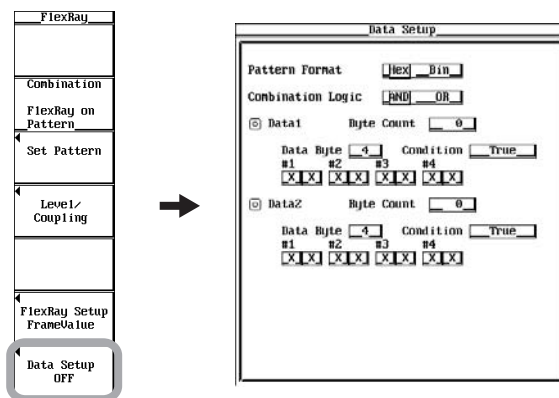 FlexRay
Combination
FlexRay on
Pattern
Set Pattern
Level/
Coupling
FlexRay Setup
FrameValue
Data Setup
OFF
Data Setup
Pattern Format Hex Bin
Combination Logic AND OR
Data1 Byte Count 0
Data Byte 4 Condition True
#1 #2 #3 #4
X X X X X X X X
Data2 Byte Count 0
Data Byte 4 Condition True
#1 #2 #3 #4
X X X X X X X X